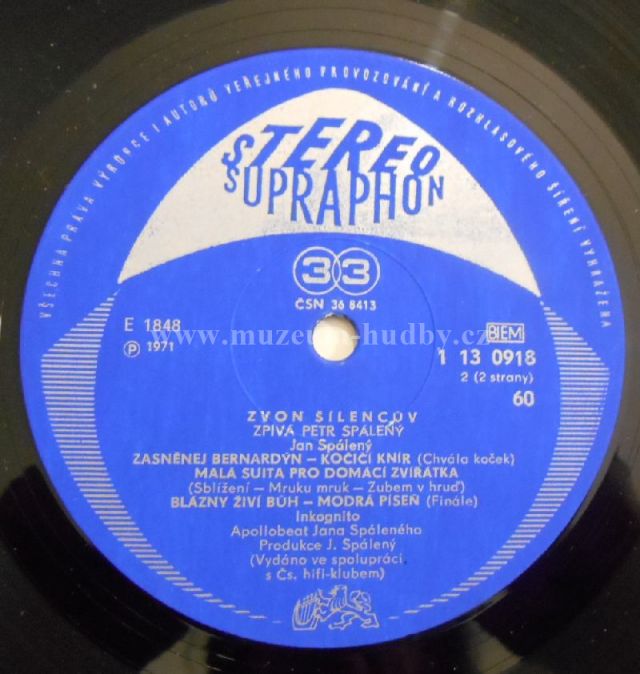 VŠECHNA PRÁVA VÝROBCE I AUTORŮ VEŘEJNÉHO PROVOZOVÁNÍ A ROZHLASOVÉHO ŠÍŘENÍ VYHRAŽENA
STEREO
SUPRAPHON
33
ČSN 36 8413
E 1848
BIEM
www.muzeum-hudby.cz
℗ 1971
1 13 0918
2 (2 strany)
60
ZVON ŠÍLENCŮV
ZPÍVÁ PETR SPÁLENÝ
Jan Spálený
ZASNĚNEJ BERNARDÝN – KOČIČÍ KNÍR (Chvála koček)
MALÁ SUITA PRO DOMÁCÍ ZVÍŘÁTKA
(Sblížení – Mruku mruk – Zubem v hruď)
BLÁZNY ŽIVÍ BŮH – MODRÁ PÍSEŇ (Finále)
Inkognito
Apollobeat Jana Spáleného
Produkce J. Spálený
(Vydáno ve spolupráci
s Čs. hifi-klubem)